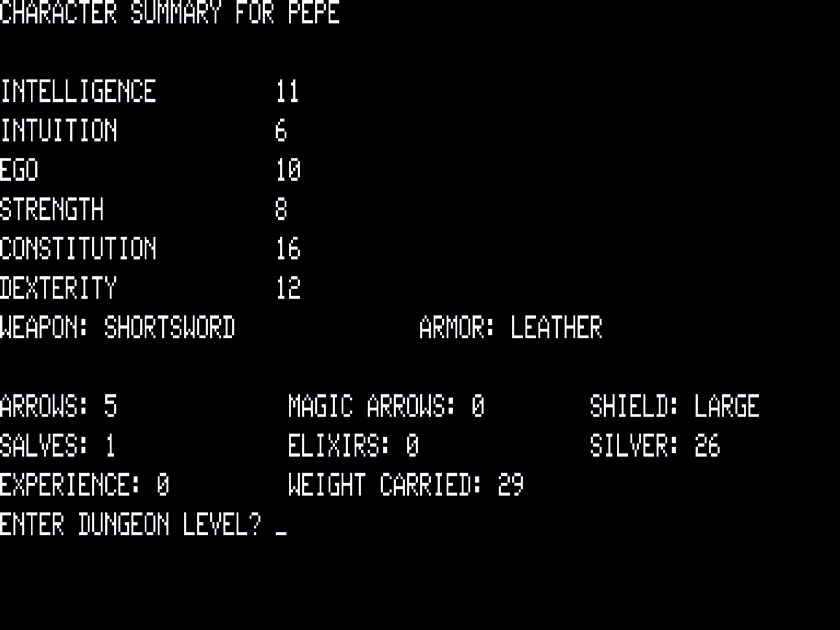 CHARACTER SUMMARY FOR PEPE
INTELLIGENCE 11
INTUITION 6
EGO 10
STRENGTH 8
CONSTITUTION 16
DEXTERITY 12
WEAPON: SHORTSWORD ARMOR: LEATHER
ARROWS: 5 MAGIC ARROWS: 0 SHIELD: LARGE
SALVES: 1 ELIXIRS: 0 SILVER: 26
EXPERIENCE: 0 WEIGHT CARRIED: 29
ENTER DUNGEON LEVEL? _